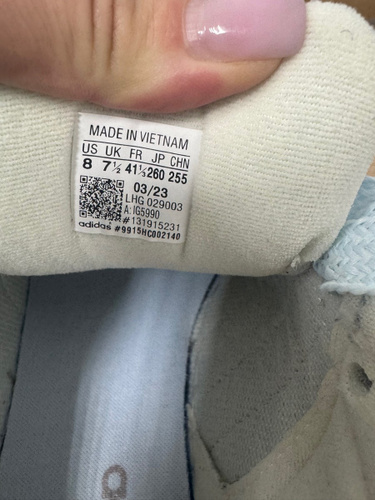 MADE IN VIETNAM
US UK FR JP CHN
8 7½ 41⅓ 260 255
03/23
LHG 029003
A:IG5990
#131915231
adidas #9915HC002140